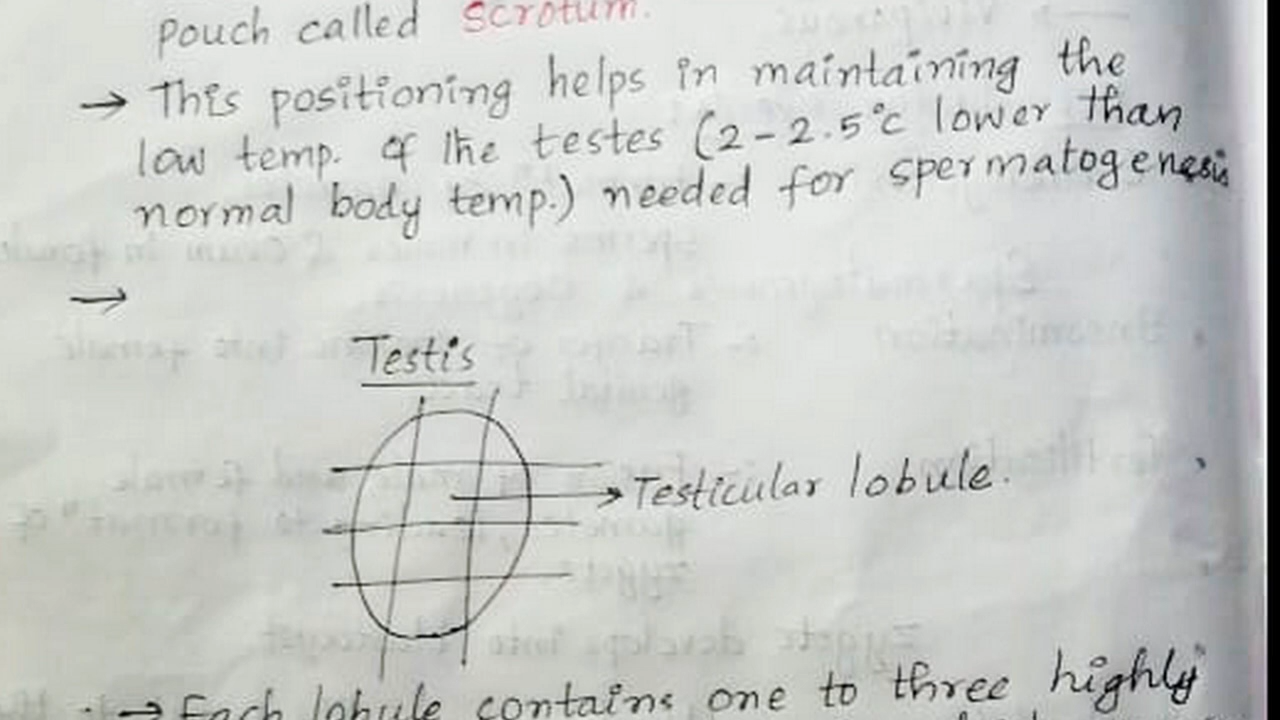 pouch called scrotum.
→ This positioning helps in maintaining the
low temp. of the testes (2-2.5°C lower than
normal body temp.) needed for spermatogenesis
→
Testis
→ Testicular lobule.
→ Each lobule contains one to three highly